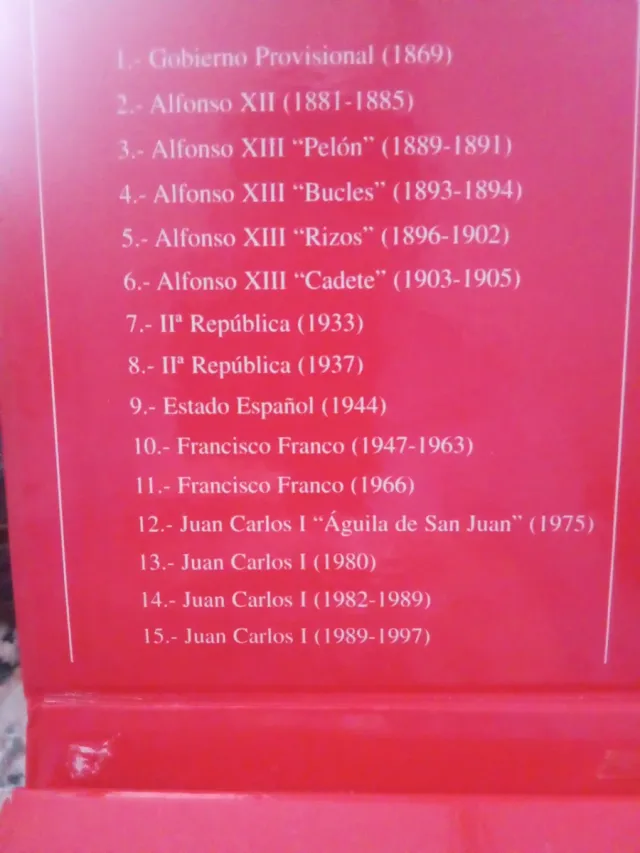 1.- Gobierno Provisional (1869)
2.- Alfonso XII (1881-1885)
3.- Alfonso XIII “Pelón” (1889-1891)
4.- Alfonso XIII “Bucles” (1893-1894)
5.- Alfonso XIII “Rizos” (1896-1902)
6.- Alfonso XIII “Cadete” (1903-1905)
7.- IIª República (1933)
8.- IIª República (1937)
9.- Estado Español (1944)
10.- Francisco Franco (1947-1963)
11.- Francisco Franco (1966)
12.- Juan Carlos I “Águila de San Juan” (1975)
13.- Juan Carlos I (1980)
14.- Juan Carlos I (1982-1989)
15.- Juan Carlos I (1989-1997)